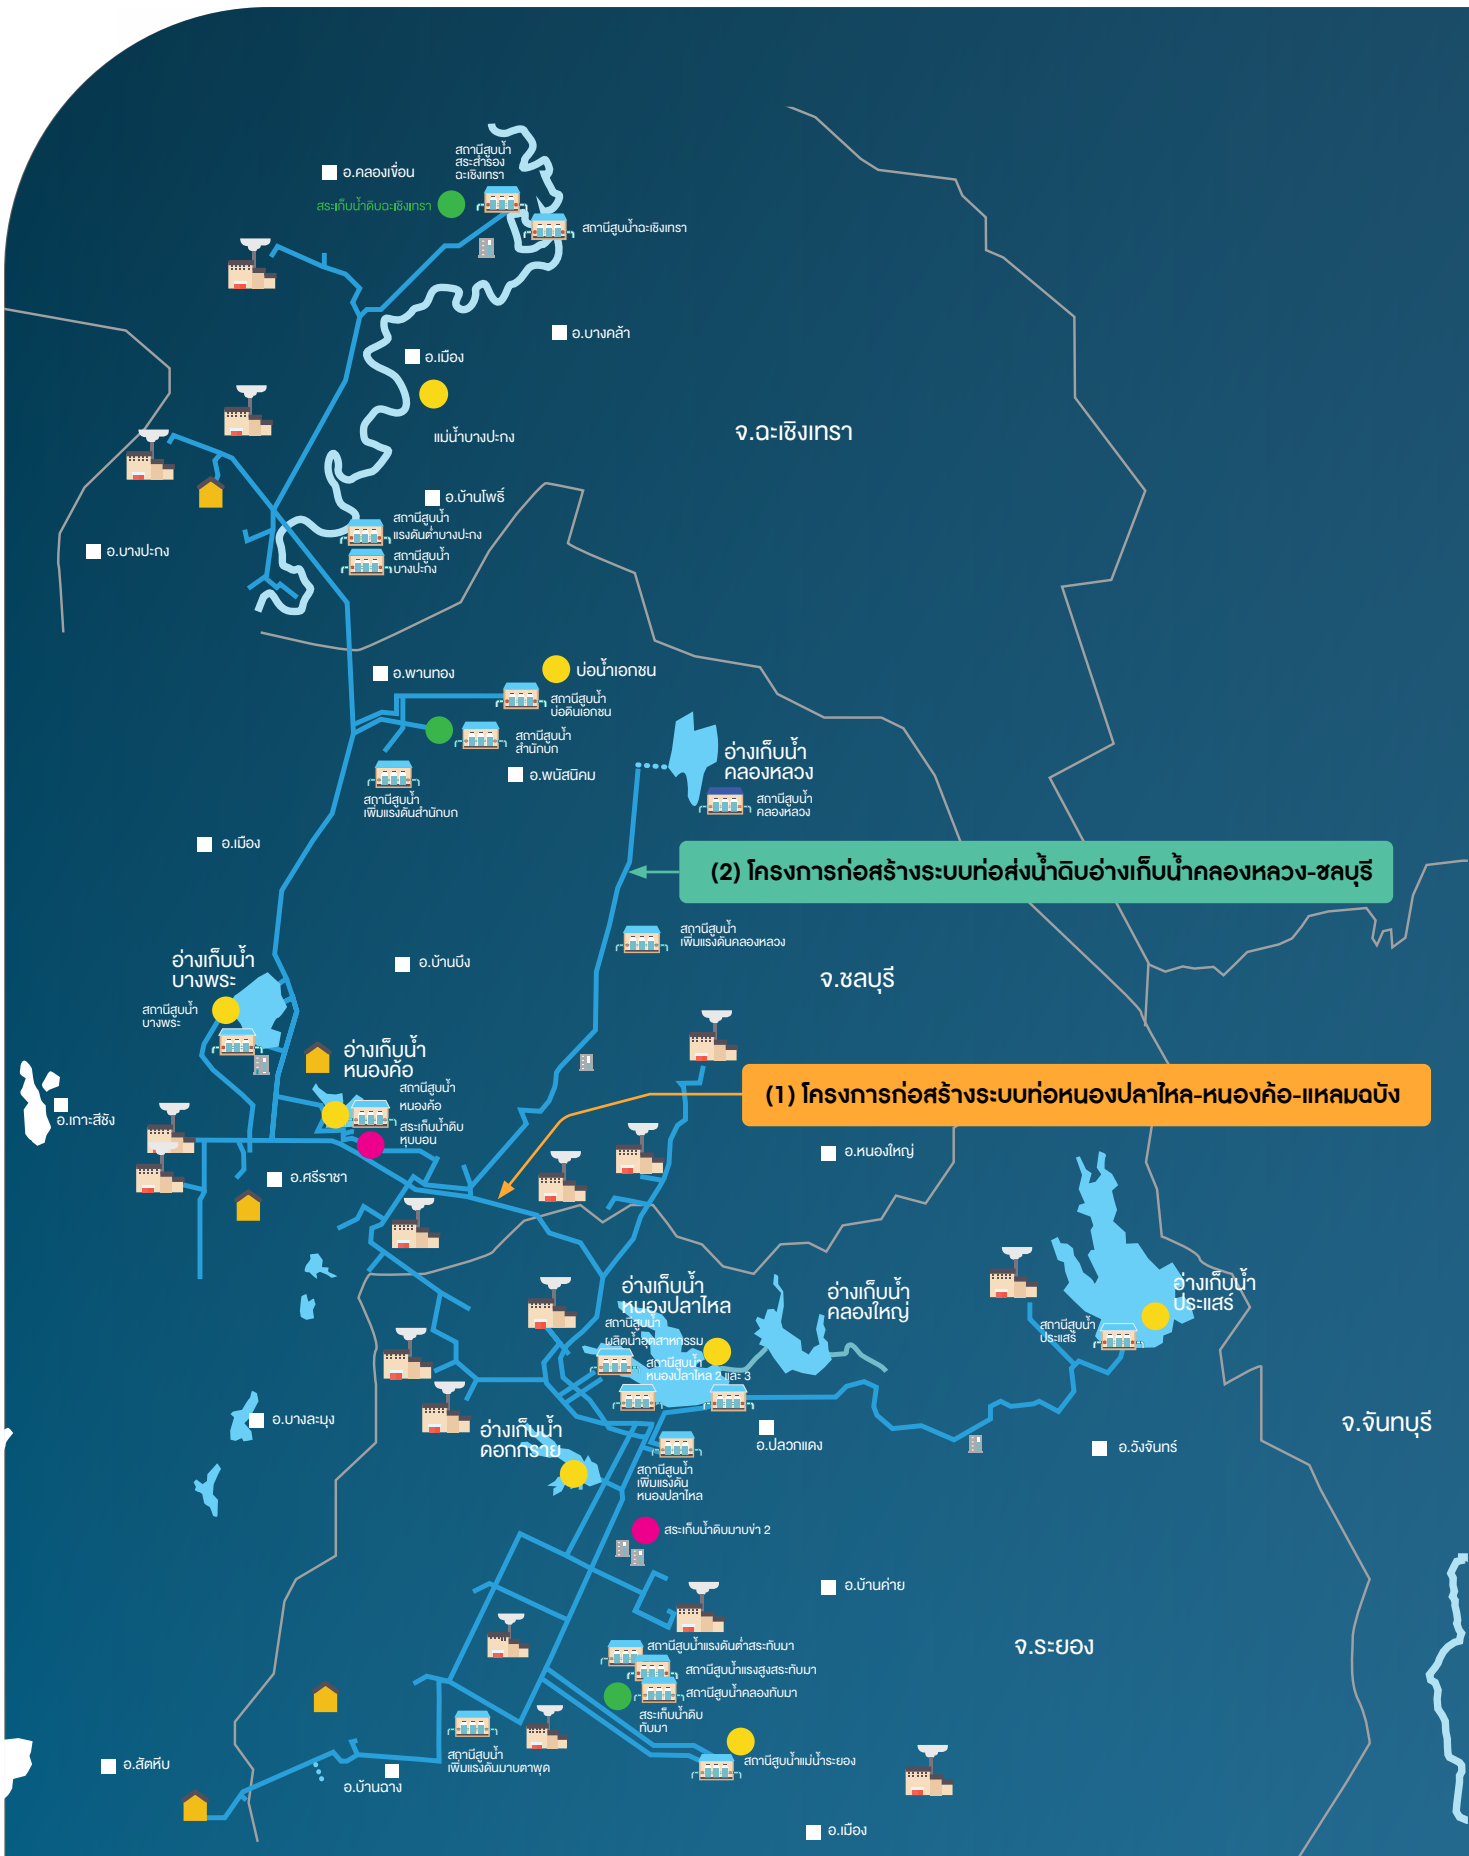 สถานีสูบน้ำ
สระสำรอง
ฉะเชิงเทรา
อ.คลองเขื่อน
สระเก็บน้ำดิบฉะเชิงเทรา
สถานีสูบน้ำฉะเชิงเทรา
อ.บางคล้า
อ.เมือง
แม่น้ำบางปะกง
จ.ฉะเชิงเทรา
อ.บ้านโพธิ์
สถานีสูบน้ำ
แรงดันต่ำบางปะกง
อ.บางปะกง
สถานีสูบน้ำ
บางปะกง
อ.พานทอง
บ่อน้ำเอกชน
สถานีสูบน้ำ
บ่อดินเอกชน
สถานีสูบน้ำ
สำนักบก
อ.พนัสนิคม
อ่างเก็บน้ำ
คลองหลวง
สถานีสูบน้ำ
คลองหลวง
สถานีสูบน้ำ
เพิ่มแรงดันสำนักบก
อ.เมือง
(2) โครงการก่อสร้างระบบท่อส่งน้ำดิบอ่างเก็บน้ำคลองหลวง-ชลบุรี
สถานีสูบน้ำ
เพิ่มแรงดันคลองหลวง
อ่างเก็บน้ำ
บางพระ
อ.บ้านบึง
จ.ชลบุรี
สถานีสูบน้ำ
บางพระ
อ่างเก็บน้ำ
หนองค้อ
สถานีสูบน้ำ
หนองค้อ
(1) โครงการก่อสร้างระบบท่อหนองปลาไหล-หนองค้อ-แหลมฉบัง
อ.เกาะสีชัง
สระเก็บน้ำดิบ
หุบบอน
อ.หนองใหญ่
อ.ศรีราชา
อ่างเก็บน้ำ
หนองปลาไหล
อ่างเก็บน้ำ
คลองใหญ่
อ่างเก็บน้ำ
ประแสร์
สถานีสูบน้ำ
ผลิตน้ำอุตสาหกรรม
สถานีสูบน้ำ
ประแสร์
สถานีสูบน้ำ
หนองปลาไหล 2 และ 3
อ.บางละมุง
อ่างเก็บน้ำ
ดอกกราย
อ.ปลวกแดง
อ.วังจันทร์
จ.จันทบุรี
สถานีสูบน้ำ
เพิ่มแรงดัน
หนองปลาไหล
สระเก็บน้ำดิบมาบข่า 2
อ.บ้านค่าย
จ.ระยอง
สถานีสูบน้ำแรงดันต่ำสระทับมา
สถานีสูบน้ำแรงสูงสระทับมา
สถานีสูบน้ำคลองทับมา
สระเก็บน้ำดิบ
ทับมา
สถานีสูบน้ำ
เพิ่มแรงดันมาบตาพุด
สถานีสูบน้ำแม่น้ำระยอง
อ.สัตหีบ
อ.บ้านฉาง
อ.เมือง